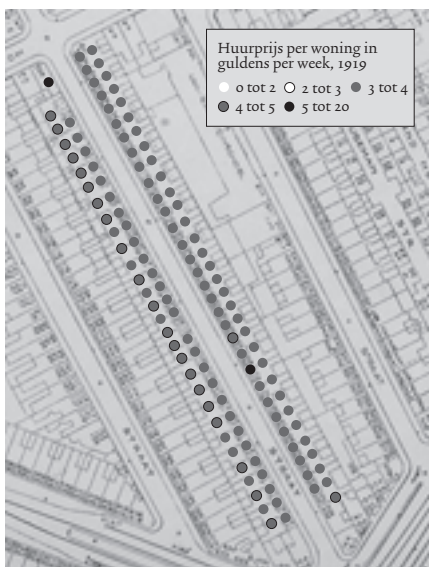 Huurprijs per woning in
guldens per week, 1919
0 tot 2 2 tot 3 3 tot 4
4 tot 5 5 tot 20